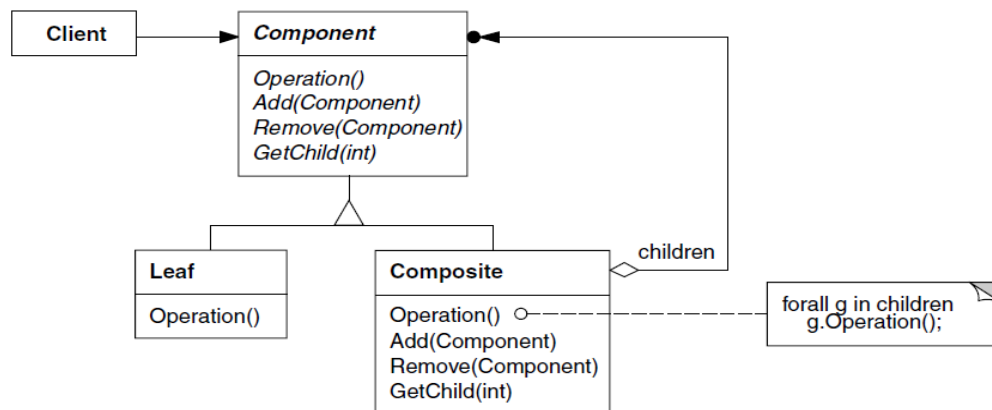 Client
Component
Operation()
Add(Component)
Remove(Component)
GetChild(int)
Leaf
Operation()
Composite
Operation()
Add(Component)
Remove(Component)
GetChild(int)
children
forall g in children
g.Operation();